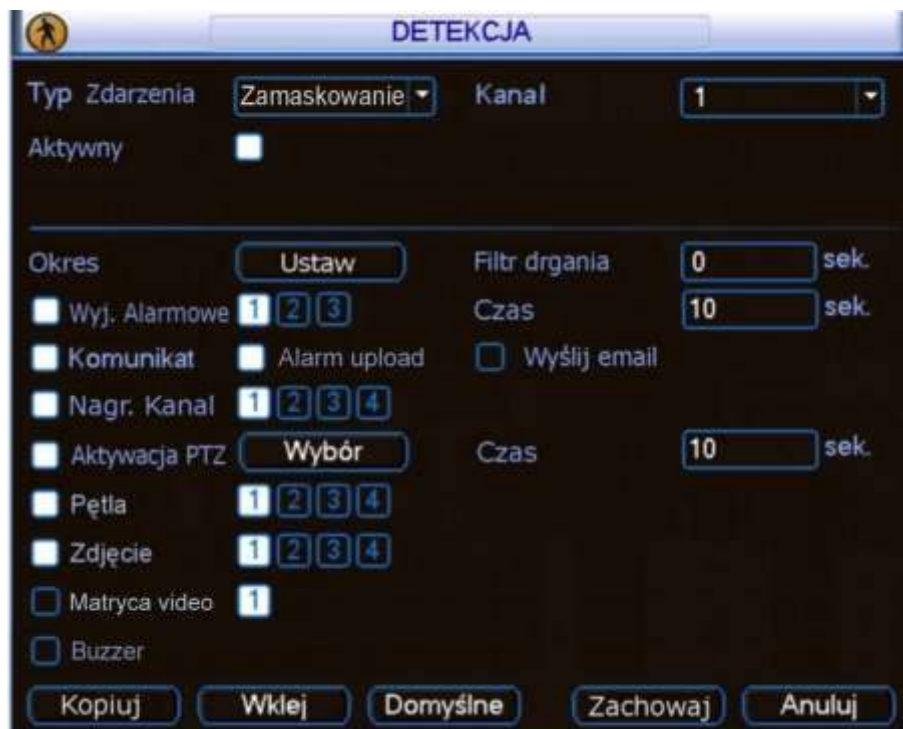 DETEKCJA
Typ Zdarzenia Zamaskowanie Kanal 1
Aktywny
Okres Ustaw Filtr drgania 0 sek.
Wyj. Alarmowe 1 2 3 Czas 10 sek.
Komunikat Alarm upload Wyślij email
Nagr. Kanal 1 2 3 4
Aktywacja PTZ Wybór Czas 10 sek.
Pętla 1 2 3 4
Zdjęcie 1 2 3 4
Matryca video 1
Buzzer
Kopiuj Wklej Domyślne Zachowaj Anuluj